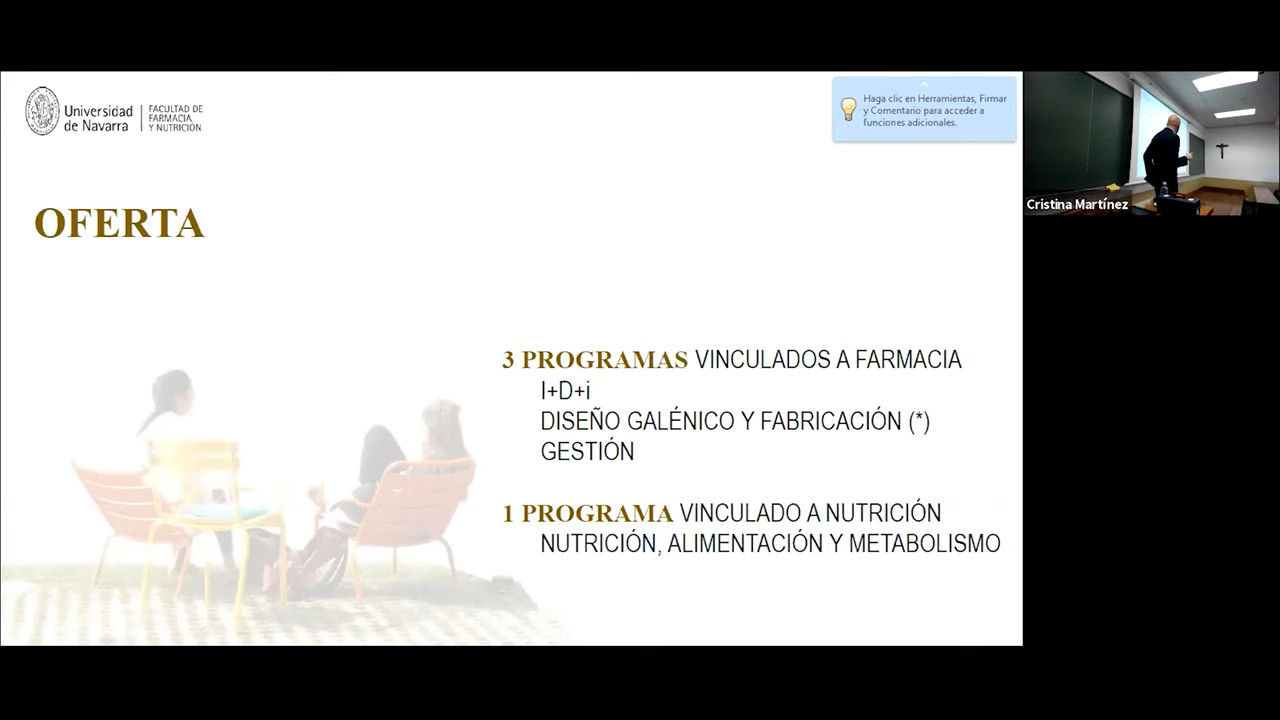 Universidad
de Navarra
FACULTAD DE
FARMACIA
Y NUTRICIÓN
Haga clic en Herramientas, Firmar
y Comentario para acceder a
funciones adicionales.
Cristina Martínez
OFERTA
3 PROGRAMAS VINCULADOS A FARMACIA
I+D+i
DISEÑO GALÉNICO Y FABRICACIÓN (*)
GESTIÓN
1 PROGRAMA VINCULADO A NUTRICIÓN
NUTRICIÓN, ALIMENTACIÓN Y METABOLISMO